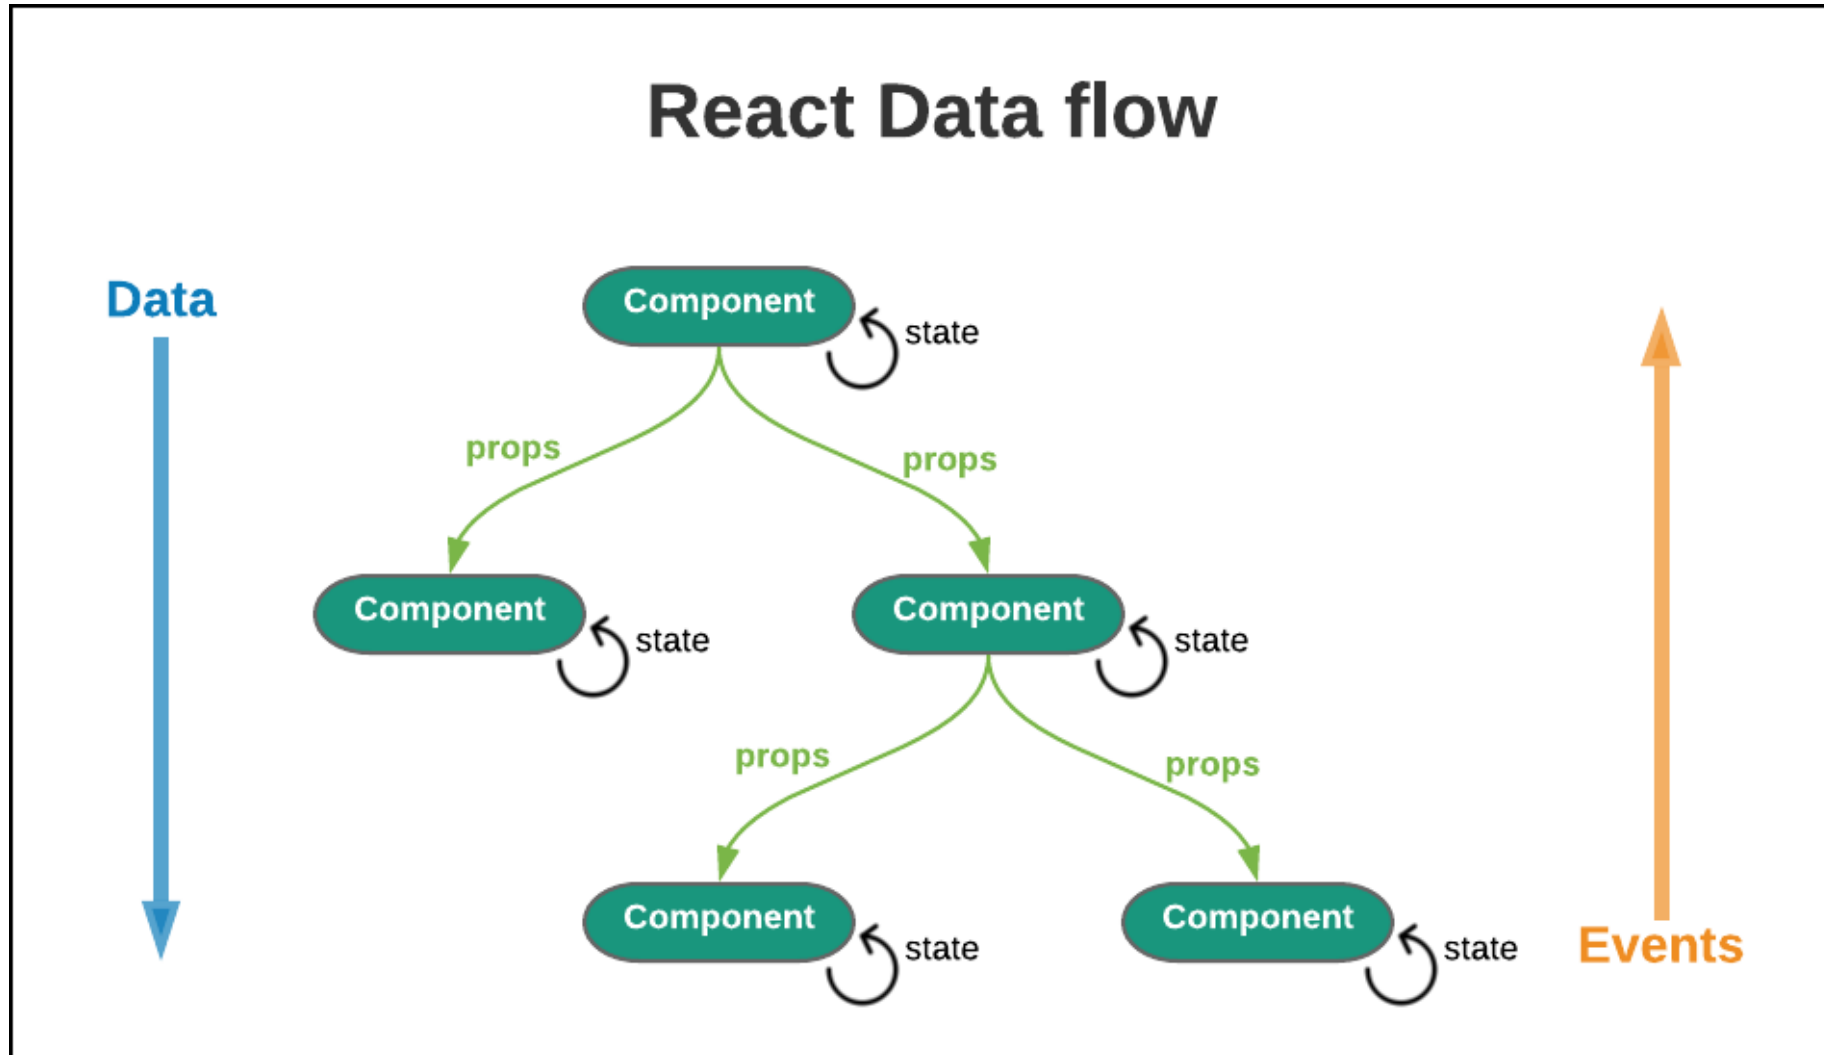 React Data flow
Data
Component
state
props
props
Component
state
Component
state
props
props
Component
state
Component
state
Events